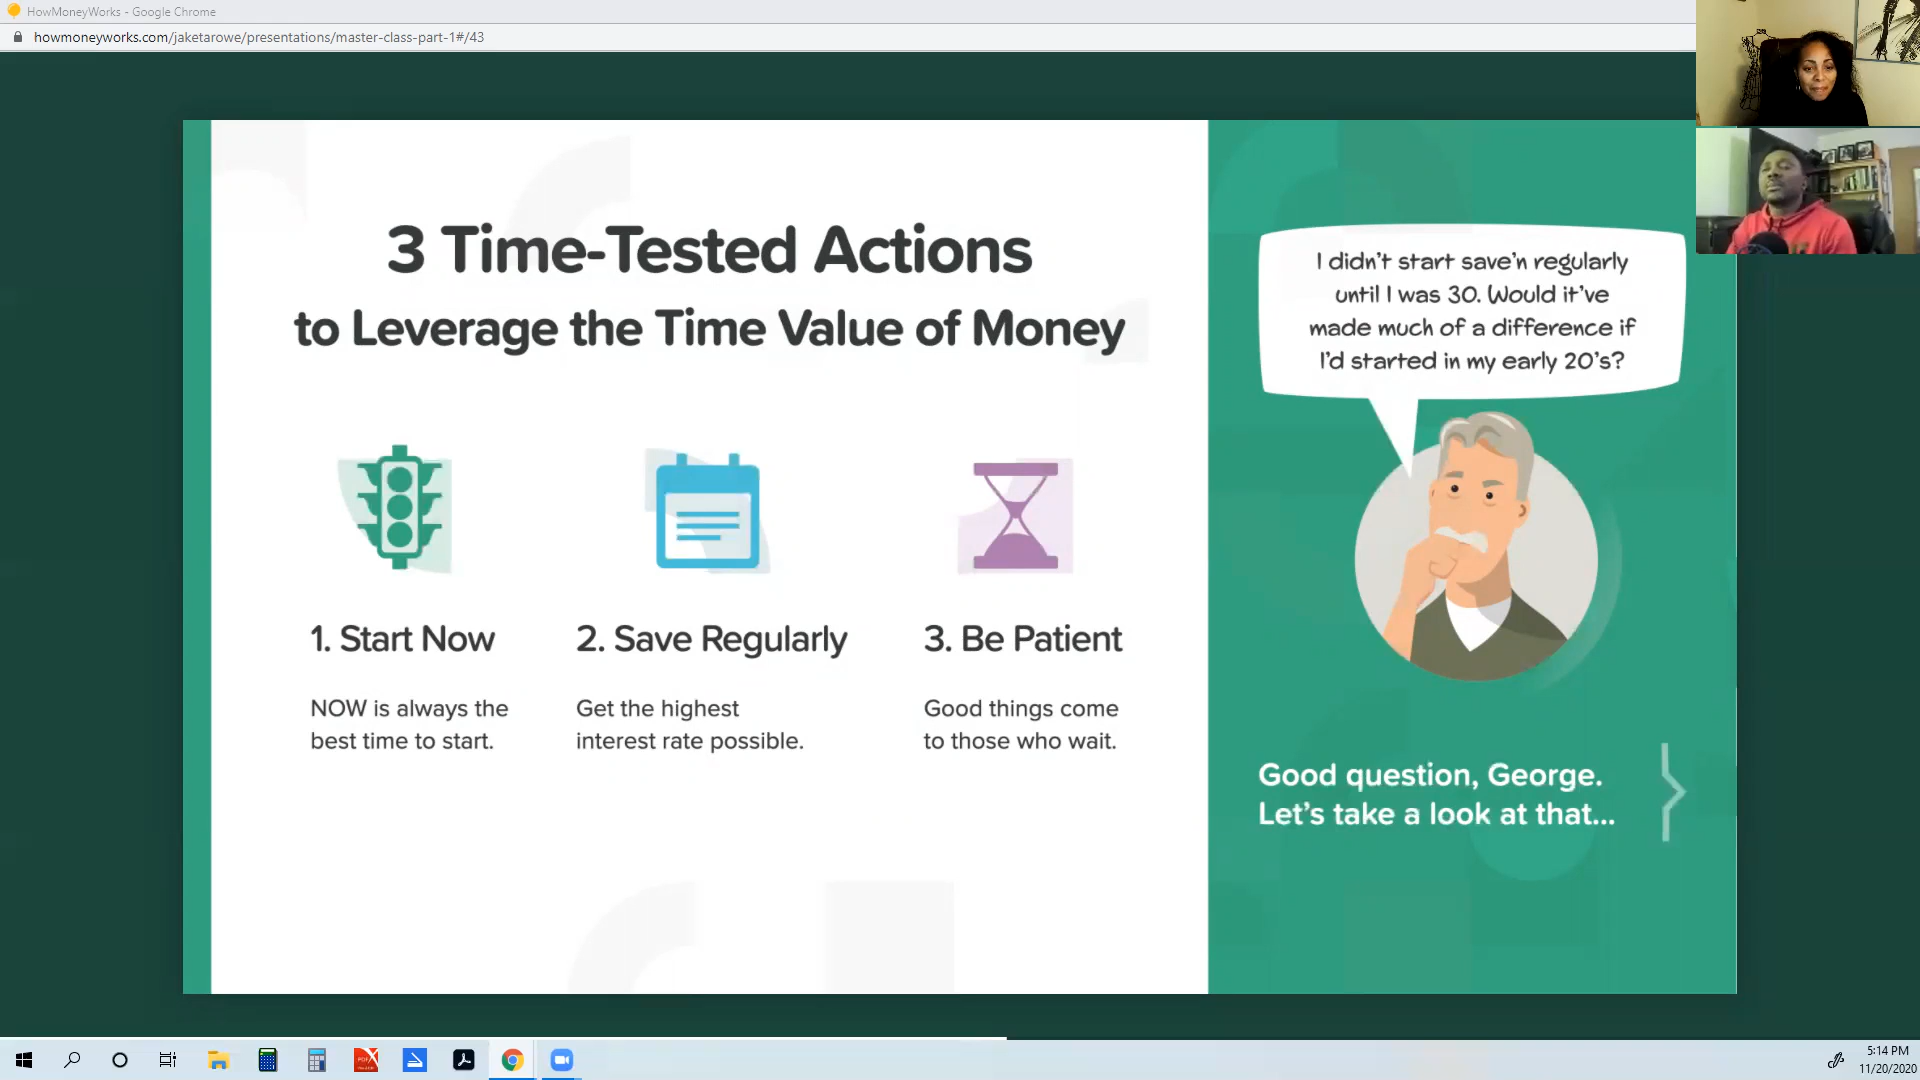 HowMoneyWorks - Google Chrome
howmoneyworks.com/jaketarowe/presentations/master-class-part-1#/43
3 Time-Tested Actions
to Leverage the Time Value of Money
1. Start Now
NOW is always the
best time to start.
2. Save Regularly
Get the highest
interest rate possible.
3. Be Patient
Good things come
to those who wait.
I didn't start save'n regularly
until I was 30. Would it've
made much of a difference if
I'd started in my early 20's?
Good question, George.
Let's take a look at that...
5:14 PM
11/20/2020